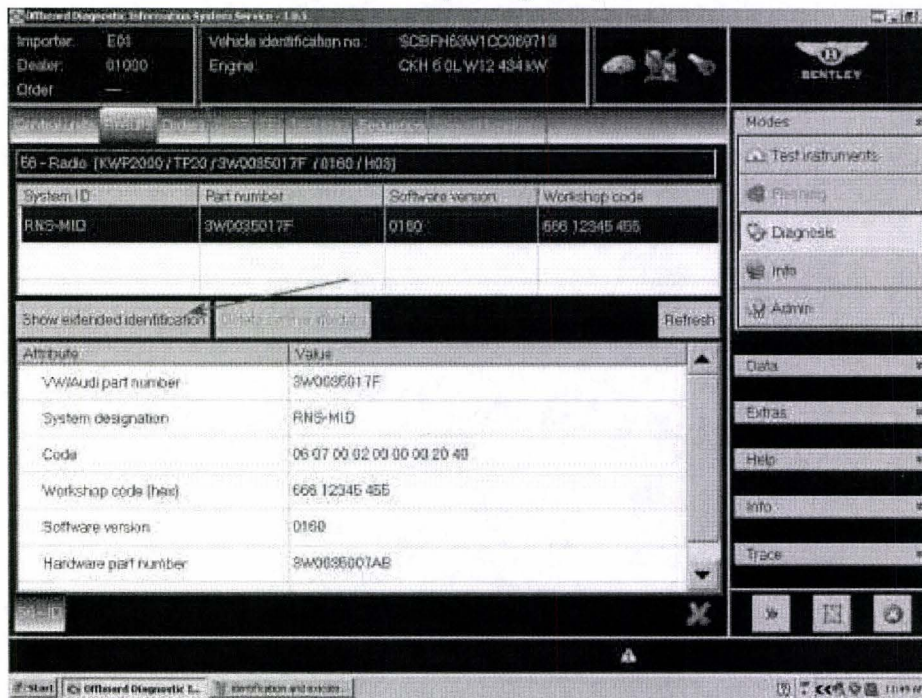 Offboard Diagnostic Information System Service - 1.0.1
Importer: E01
Dealer: 01000
Order: —
Vehicle identification no.:
Engine: CKH 6.0L W12 434 kW
BENTLEY
Results
56 - Radio (KWP2000 / TP20 / 3W0035017F / 0160 / H03)
System ID Part number Software version Workshop code
RNS-MID 3W0035017F 0160 666 12345 455
Show extended identification
Refresh
Attribute Value
VW/Audi part number 3W0035017F
System designation RNS-MID
Code 06 07 00 02 00 00 00 20 40
Workshop code (hex) 666 12345 455
Software version 0160
Hardware part number 3W0035007AB
Modes
Test instruments
Flashing
Diagnosis
Info
Admin
Data
Extras
Help
Info
Trace
Start
Offboard Diagnostic I...